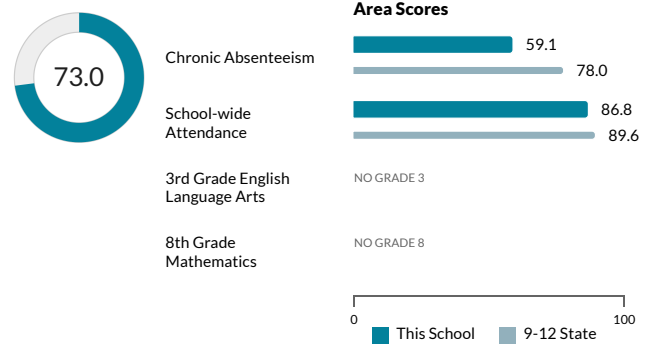 Area Scores
73.0
Chronic Absenteeism
59.1
78.0
School-wide
Attendance
86.8
89.6
3rd Grade English
Language Arts
NO GRADE 3
8th Grade
Mathematics
NO GRADE 8
0
100
This School
9-12 State